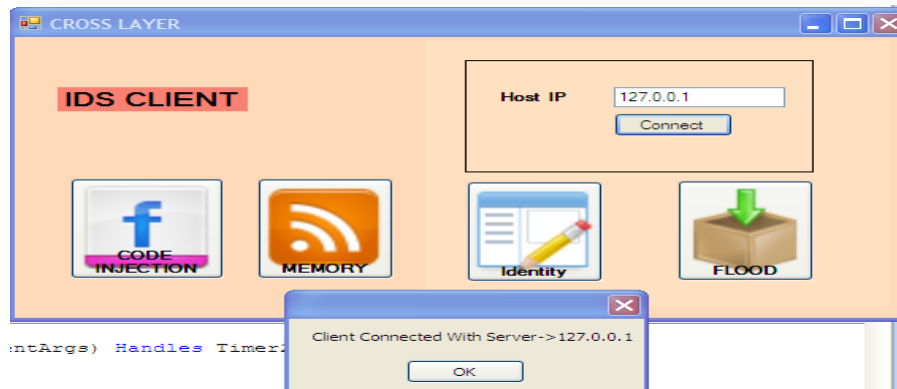 CROSS LAYER
IDS CLIENT
Host IP
127.0.0.1
Connect
f
CODE
INJECTION
MEMORY
Identity
FLOOD
Client Connected With Server->127.0.0.1
OK
ntArgs) Handles Timer